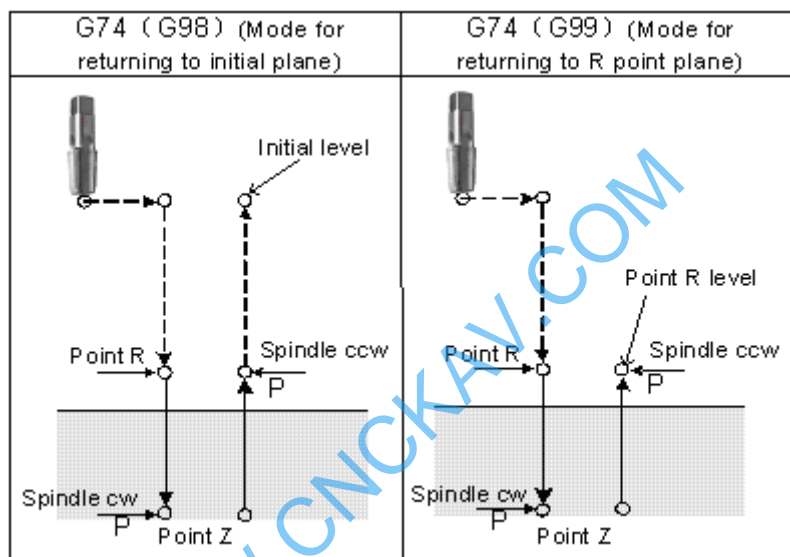 G74 ( G98 ) (Mode for
returning to initial plane)
G74 ( G99 ) (Mode for
returning to R point plane)
Initial level
Point R
Spindle ccw
P
Spindle cw
P
Point Z
Point R level
Point R
Spindle ccw
P
Spindle cw
P
Point Z
W.CNCKAV.COM